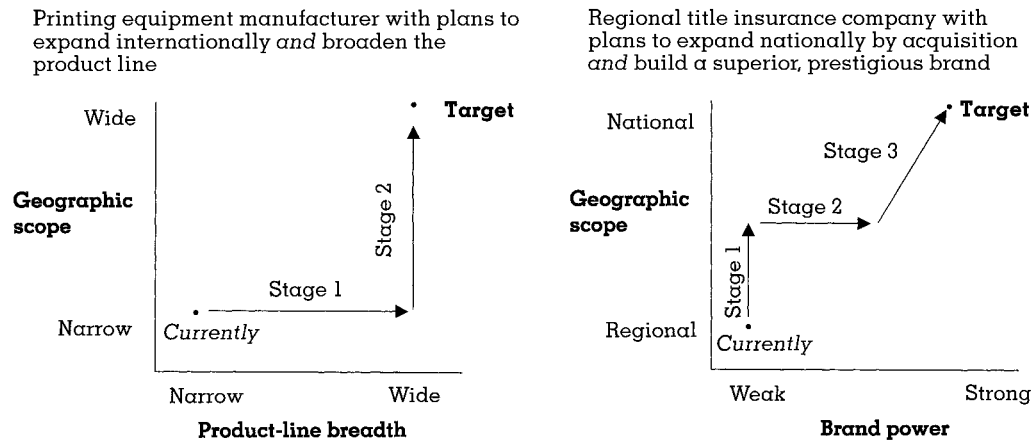 Printing equipment manufacturer with plans to
expand internationally and broaden the
product line
Wide
Target
Geographic
scope
Stage 2
Stage 1
Narrow
Currently
Narrow
Wide
Product-line breadth
Regional title insurance company with
plans to expand nationally by acquisition
and build a superior, prestigious brand
National
Target
Stage 3
Geographic
scope
Stage 2
Stage 1
Regional
Currently
Weak
Strong
Brand power